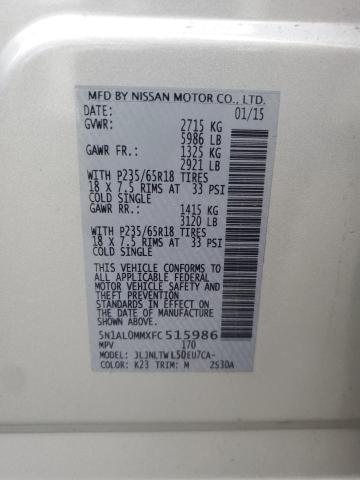 MFD BY NISSAN MOTOR CO., LTD.
DATE: 01/15
GVWR: 2715 KG
5986 LB
GAWR FR.: 1325 KG
2921 LB
WITH P235/65R18 TIRES
18 X 7.5 RIMS AT 33 PSI
COLD SINGLE
GAWR RR.: 1415 KG
3120 LB
WITH P235/65R18 TIRES
18 X 7.5 RIMS AT 33 PSI
COLD SINGLE
THIS VEHICLE CONFORMS TO ALL
APPLICABLE U.S. FEDERAL
MOTOR VEHICLE SAFETY AND
THEFT PREVENTION
STANDARDS IN EFFECT ON
THE DATE OF MANUFACTURE
SHOWN ABOVE.
5N1AL0MMXFC515986
MPV 170
MODEL: JLJNLTWL50EU7CA-
COLOR: K23 TRIM: M 2S30A